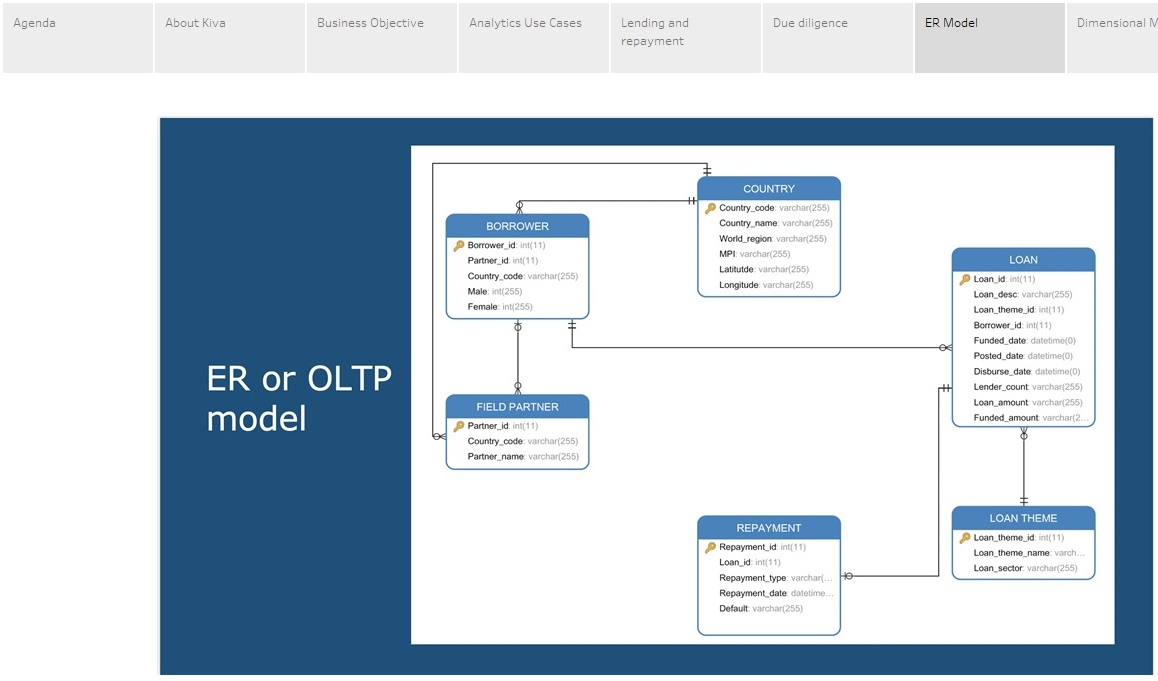 Agenda
About Kiva
Business Objective
Analytics Use Cases
Lending and
repayment
Due diligence
ER Model
Dimensional M
ER or OLTP
model
COUNTRY
Country_code: varchar(255)
Country_name: varchar(255)
World_region: varchar(255)
MPI: varchar(255)
Latitutde: varchar(255)
Longitude: varchar(255)
BORROWER
Borrower_id: int(11)
Partner_id: int(11)
Country_code: varchar(255)
Male: int(255)
Female: int(255)
LOAN
Loan_id: int(11)
Loan_desc: varchar(255)
Loan_theme_id: int(11)
Borrower_id: int(11)
Funded_date: datetime(0)
Posted_date: datetime(0)
Disburse_date: datetime(0)
Lender_count: varchar(255)
Loan_amount: varchar(255)
Funded_amount: varchar(2...
FIELD PARTNER
Partner_id: int(11)
Country_code: varchar(255)
Partner_name: varchar(255)
REPAYMENT
Repayment_id: int(11)
Loan_id: int(11)
Repayment_type: varchar(...
Repayment_date: datetime...
Default: varchar(255)
LOAN THEME
Loan_theme_id: int(11)
Loan_theme_name: varch...
Loan_sector: varchar(255)